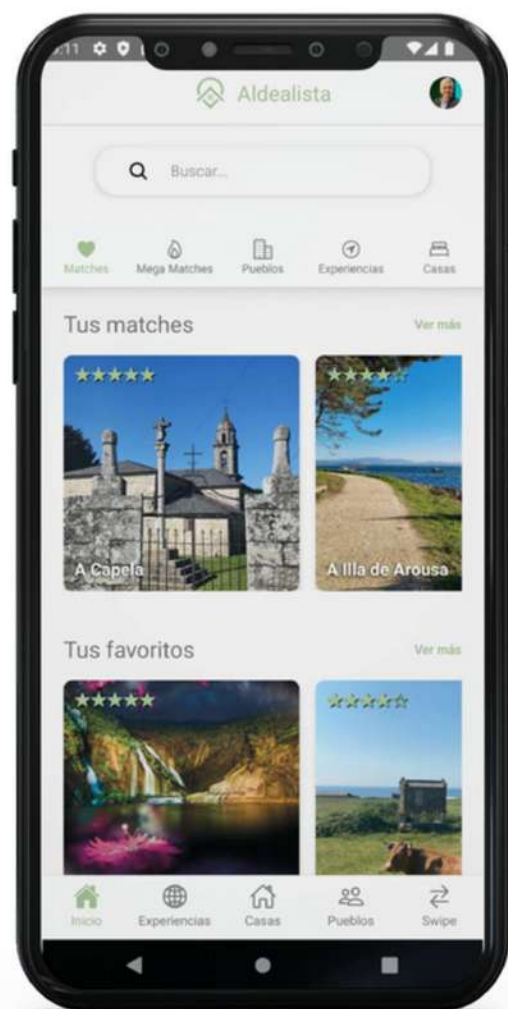 Aldealista
Buscar...
Matches
Mega Matches
Pueblos
Experiencias
Casas
Tus matches
Ver más
A Capela
A Illa de Arousa
Tus favoritos
Ver más
Inicio
Experiencias
Casas
Pueblos
Swipe